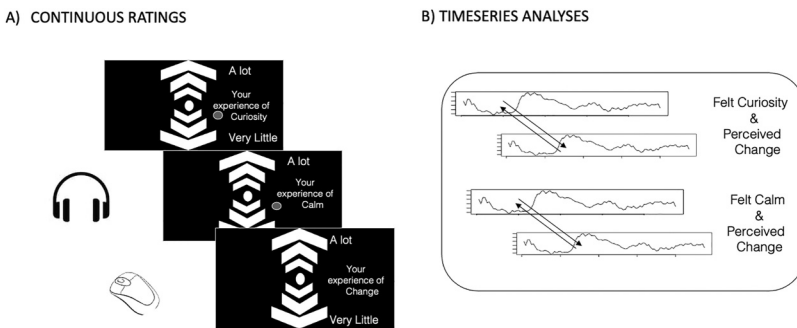 A) CONTINUOUS RATINGS
A lot
Your
experience of
Curiosity
Very Little
A lot
Your
experience of
Calm
A lot
Your
experience of
Change
Very Little
B) TIMESERIES ANALYSES
Felt Curiosity
&
Perceived
Change
Felt Calm
&
Perceived
Change